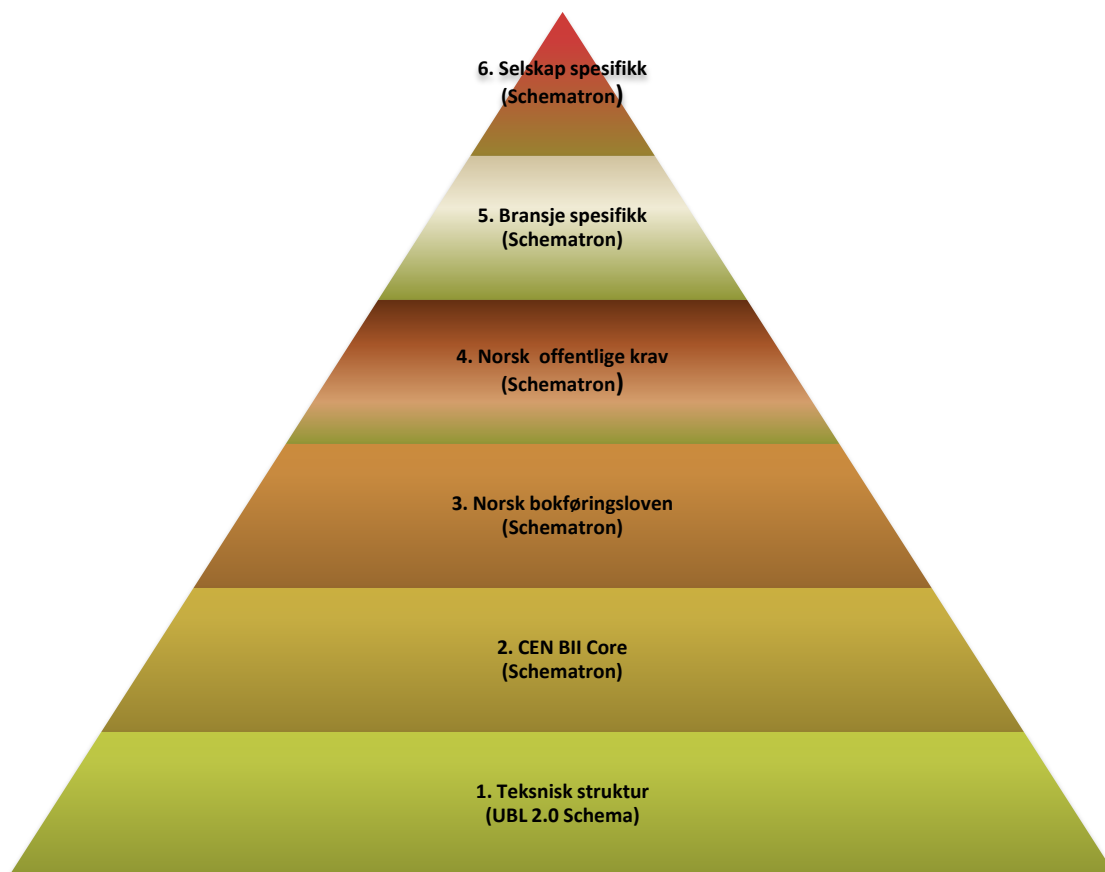 6. Selskap spesifikk
(Schematron)
5. Bransje spesifikk
(Schematron)
4. Norsk  offentlige krav
(Schematron)
3. Norsk bokføringsloven
(Schematron)
2. CEN BII Core
(Schematron)
1. Teksnisk struktur
(UBL 2.0 Schema)